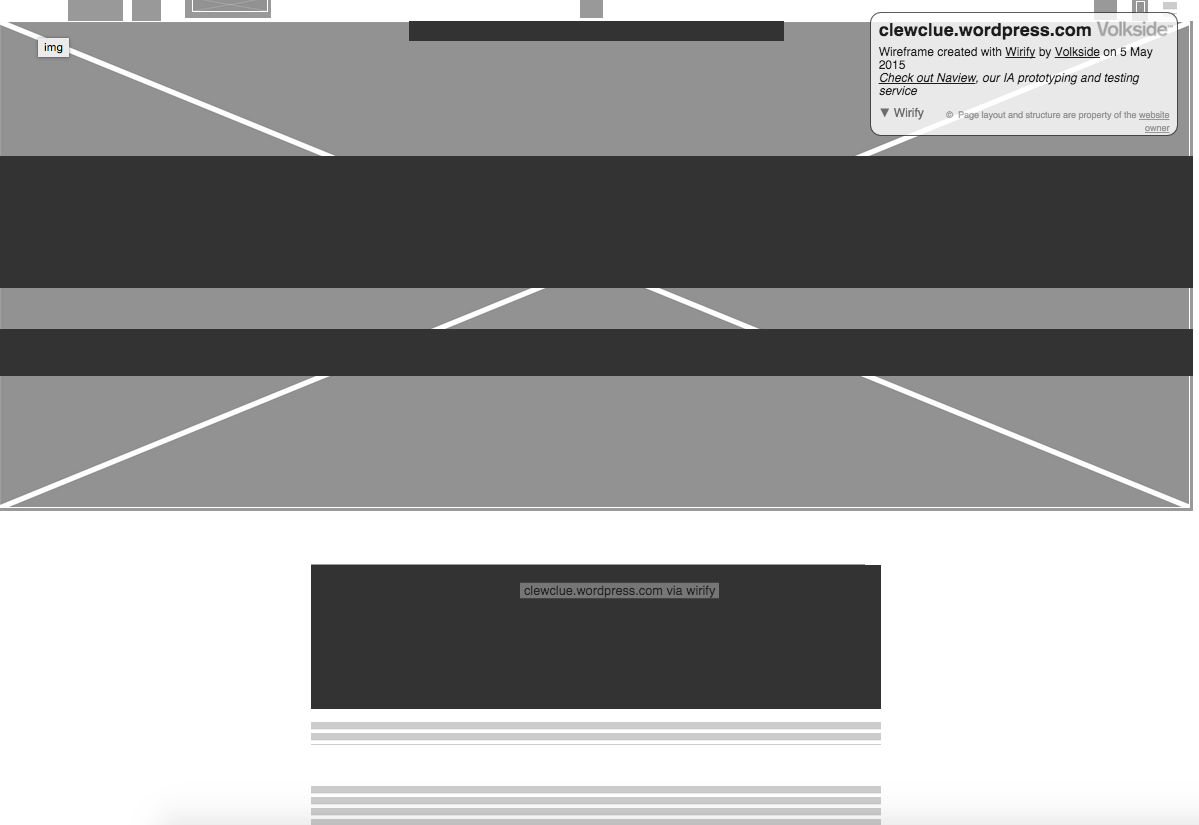 img
clewclue.wordpress.com Volkside™
Wireframe created with Wirify by Volkside on 5 May
2015
Check out Naview, our IA prototyping and testing
service
▼ Wirify © Page layout and structure are property of the website
owner
clewclue.wordpress.com via wirify